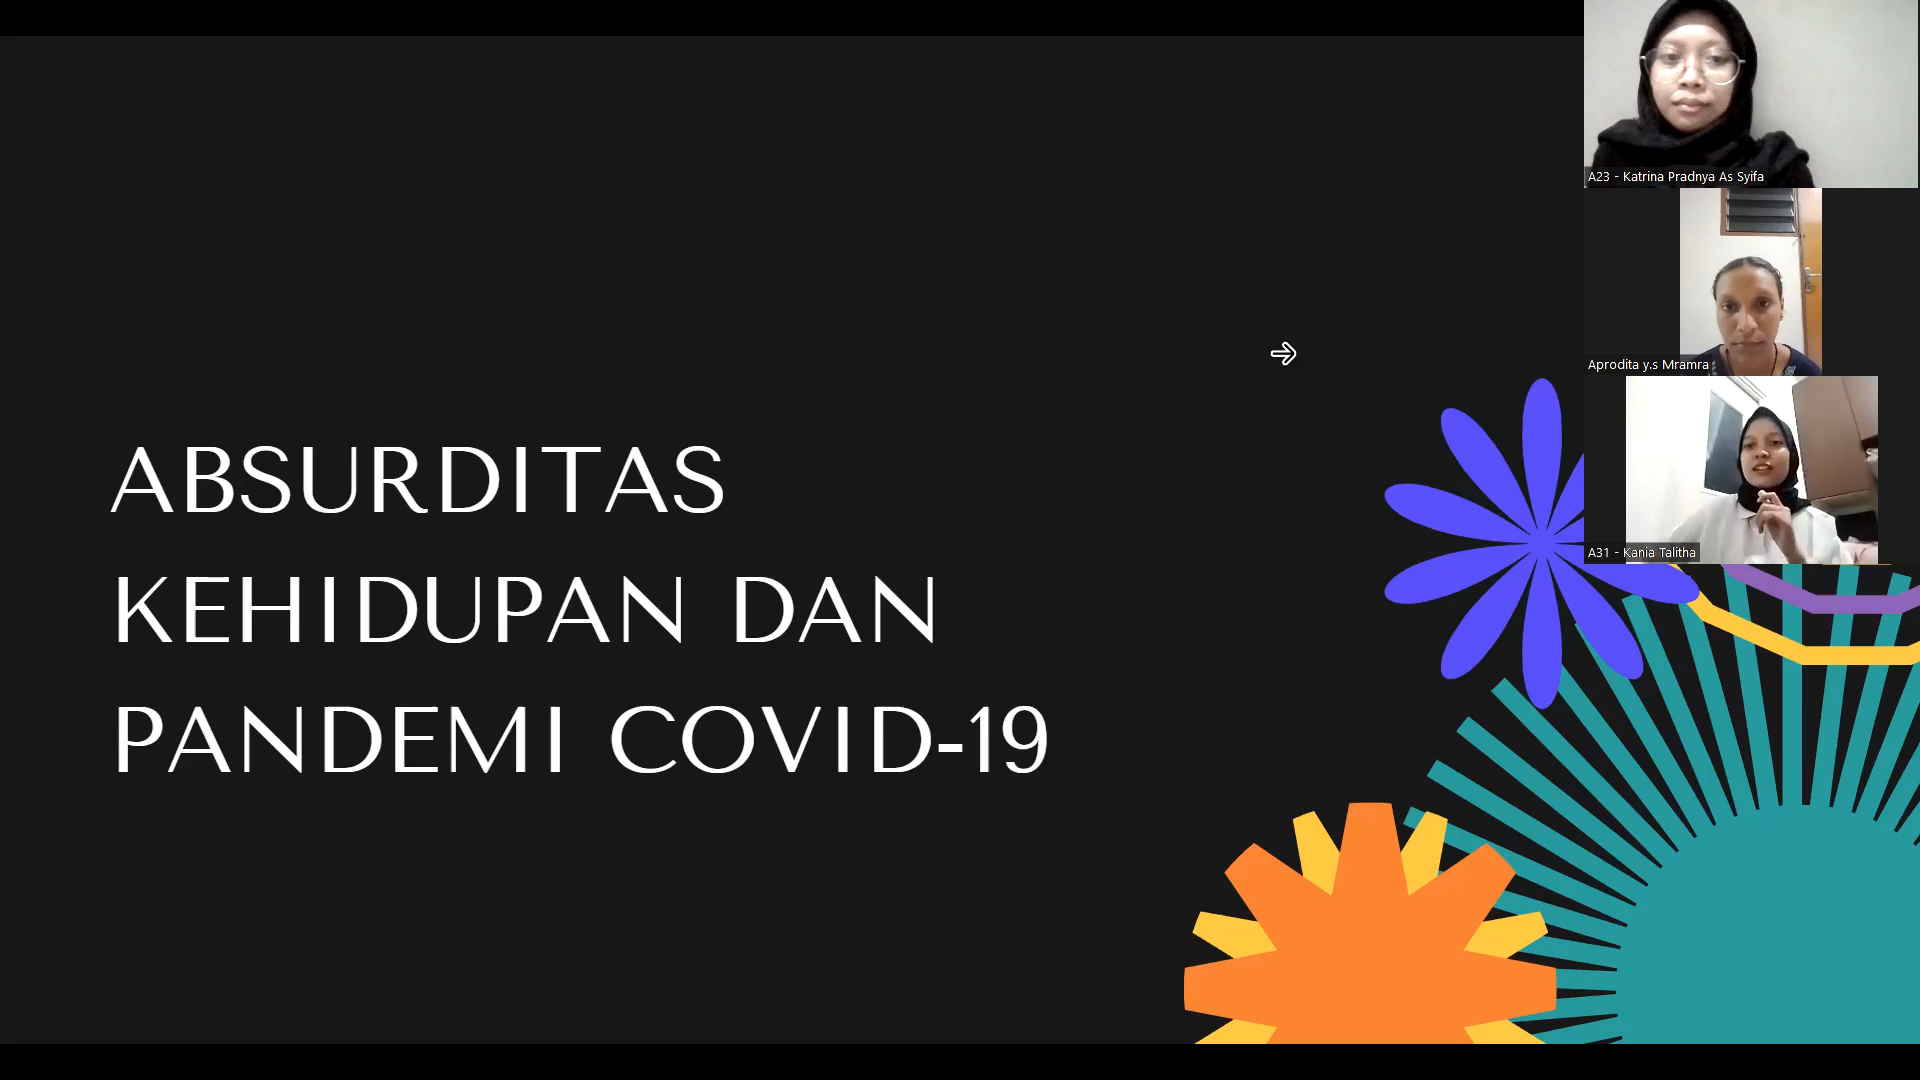 ABSURDITAS
KEHIDUPAN DAN
PANDEMI COVID-19
A23 - Katrina Pradnya As Syifa
Aprodita y.s Mramra
A31 - Kania Talitha